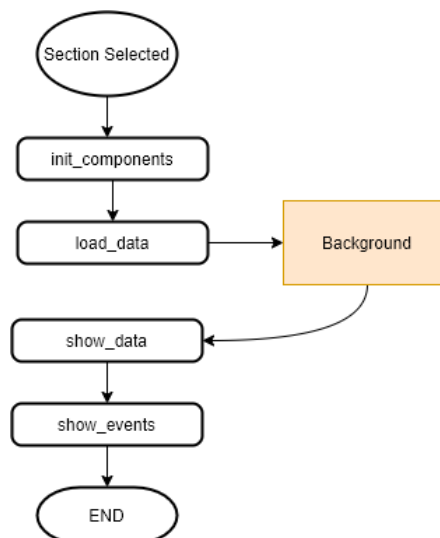 Section Selected
init_components
load_data
Background
show_data
show_events
END